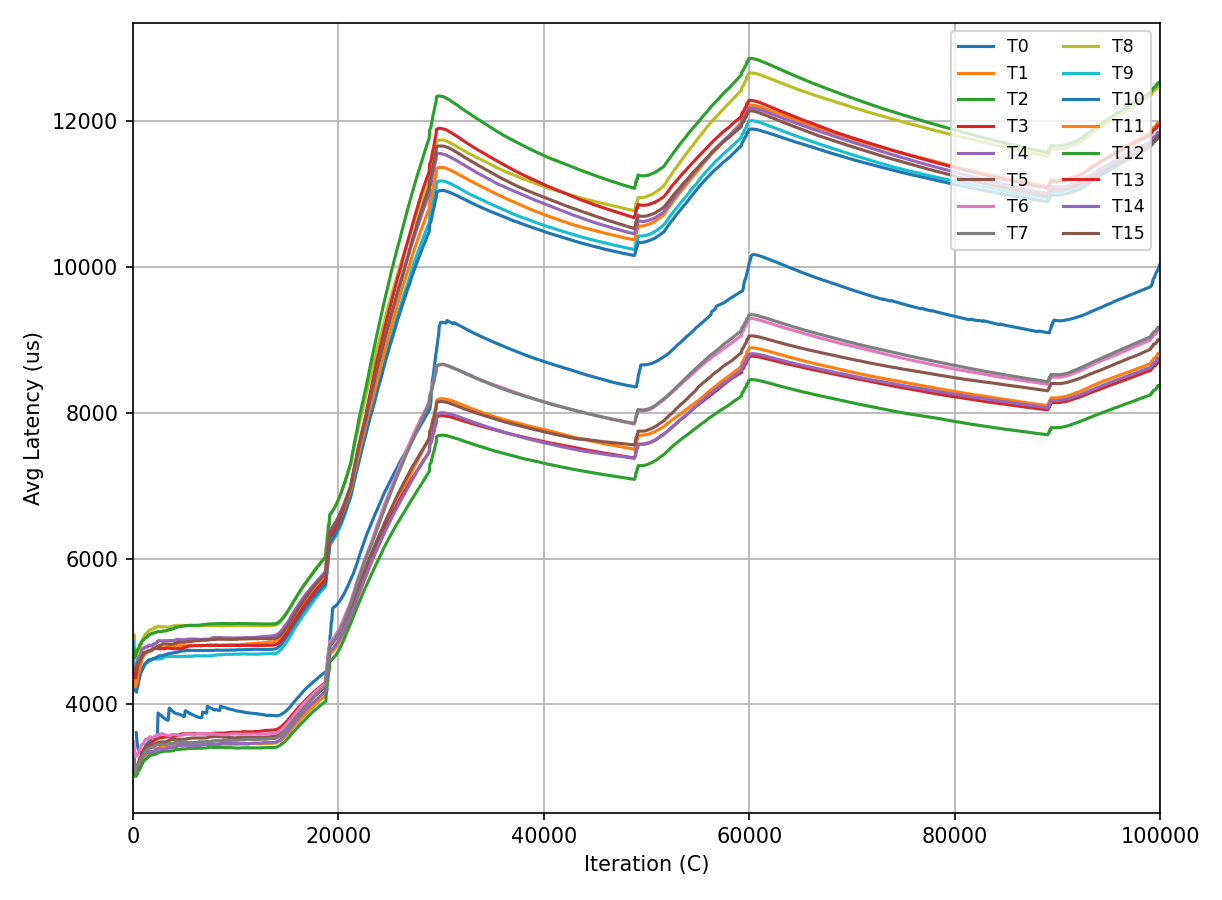 T0 T8
T1 T9
T2 T10
T3 T11
T4 T12
T5 T13
T6 T14
T7 T15
12000
10000
8000
6000
4000
Avg Latency (us)
0 20000 40000 60000 80000 100000
Iteration (C)